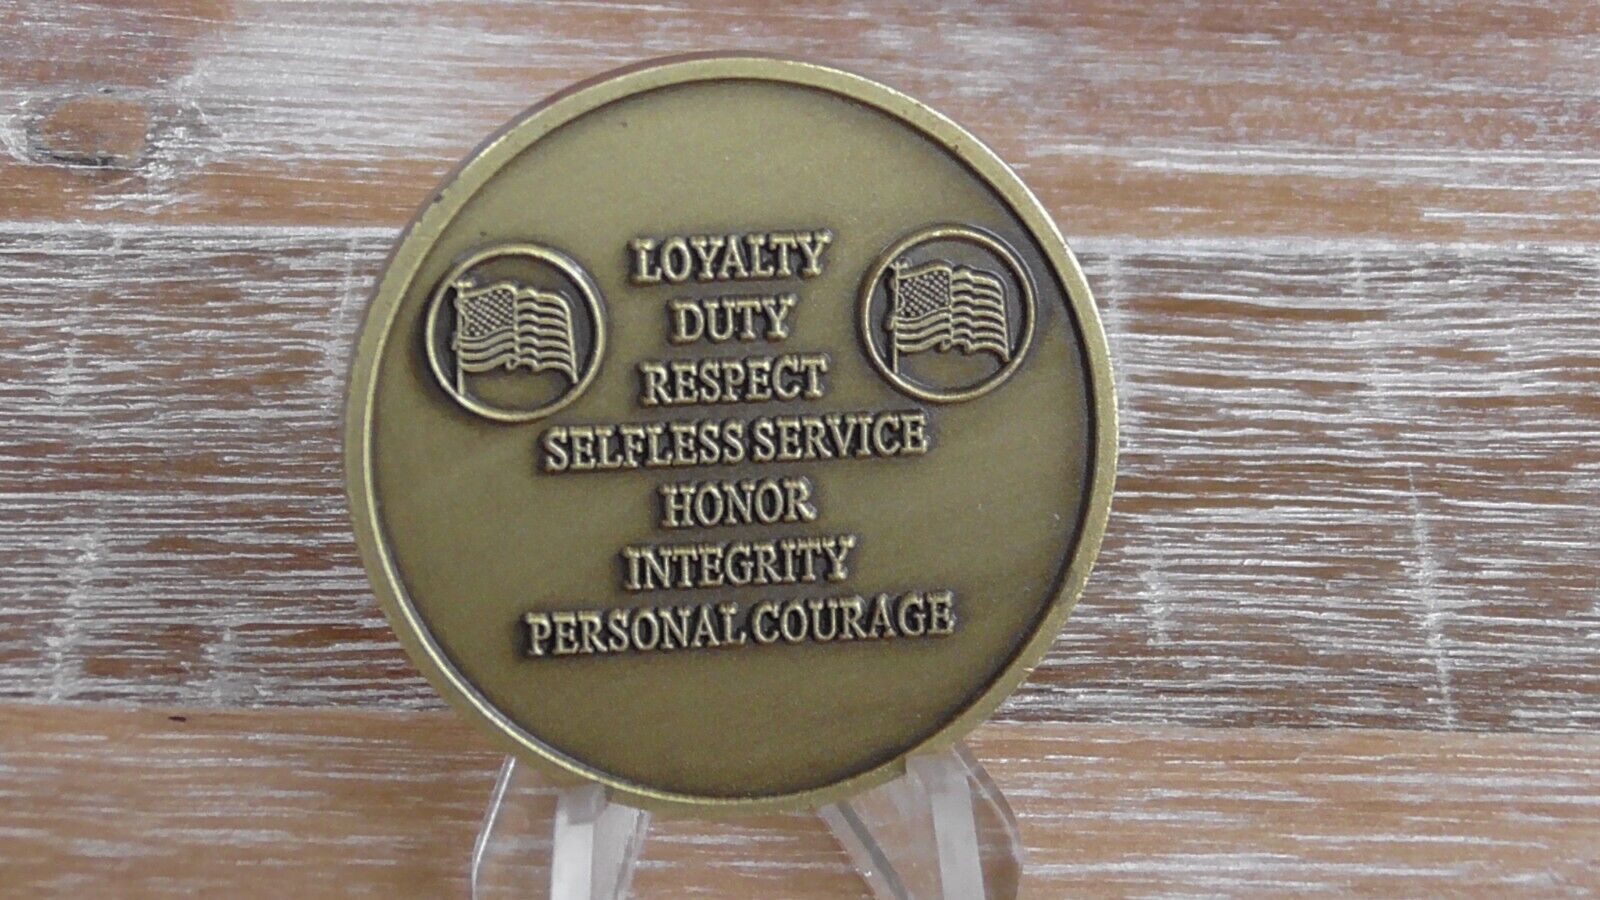 LOYALTY
DUTY
RESPECT
SELFLESS SERVICE
HONOR
INTEGRITY
PERSONAL COURAGE